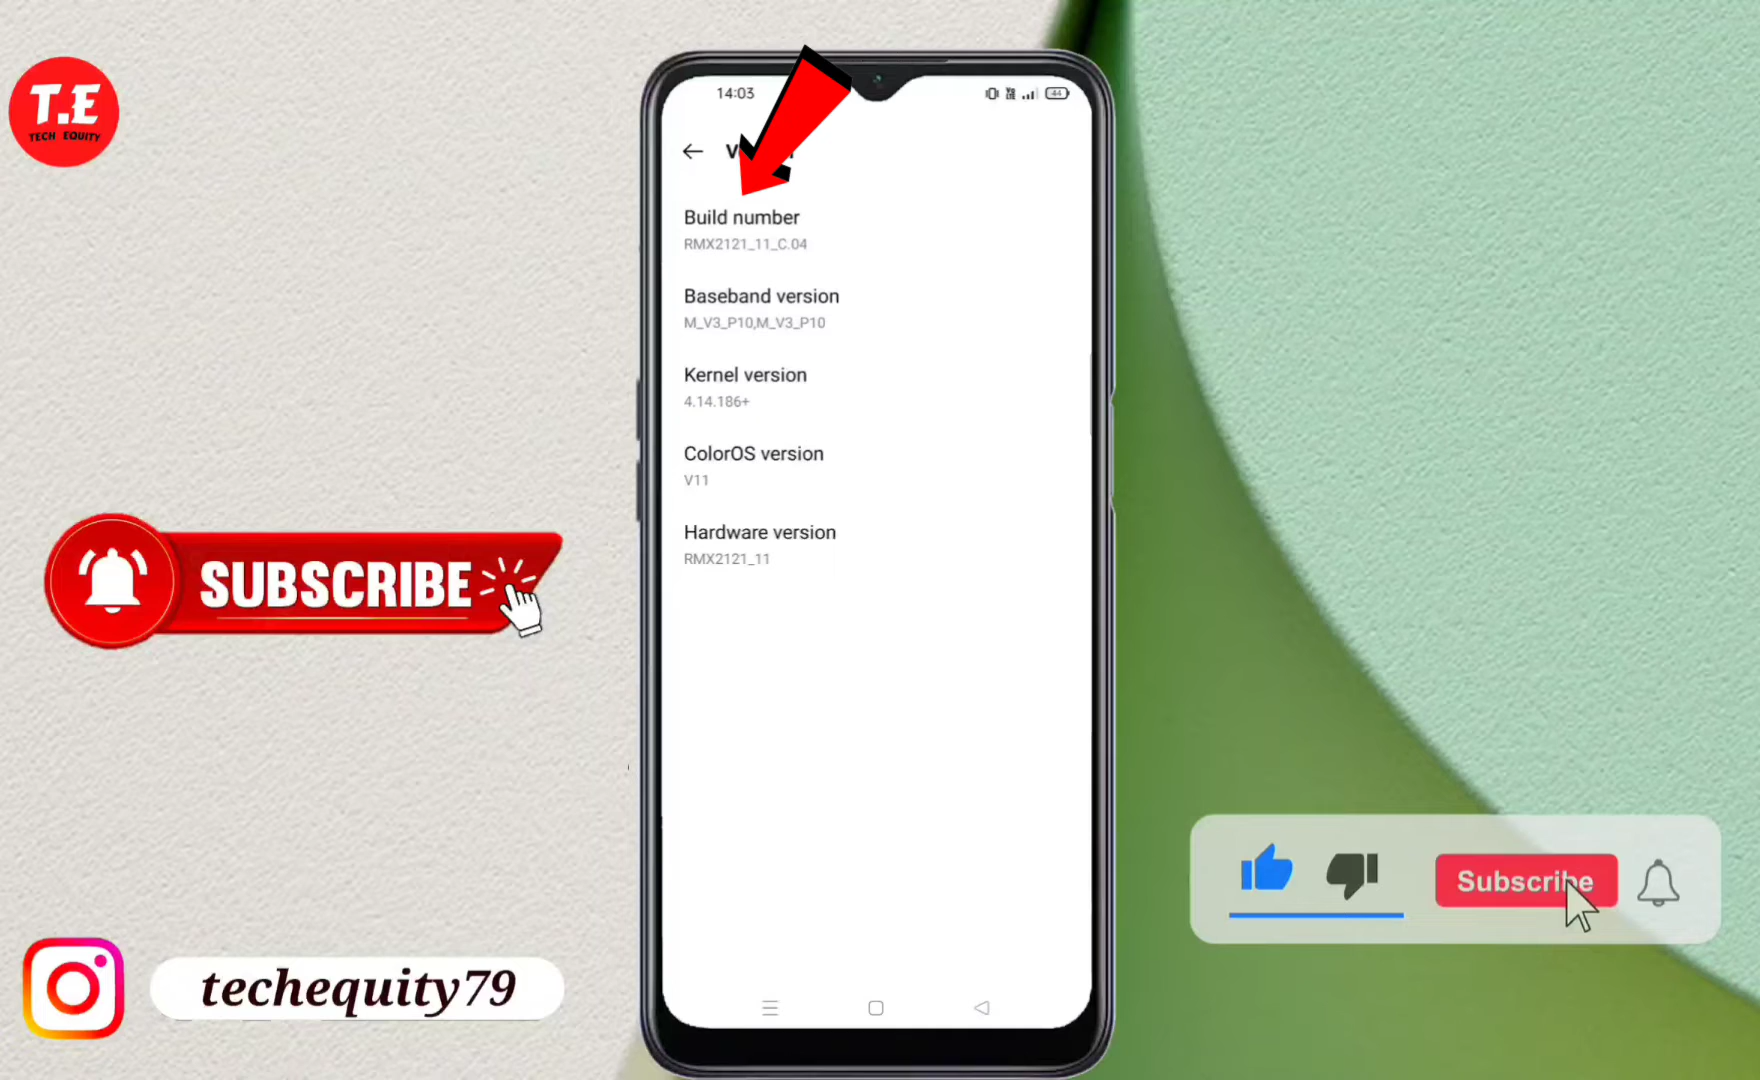 T.E
TECH EQUITY
14:03
44
Build number
RMX2121_11_C.04
Baseband version
M_V3_P10,M_V3_P10
Kernel version
4.14.186+
ColorOS version
V11
Hardware version
RMX2121_11
SUBSCRIBE
Subscribe
techequity79